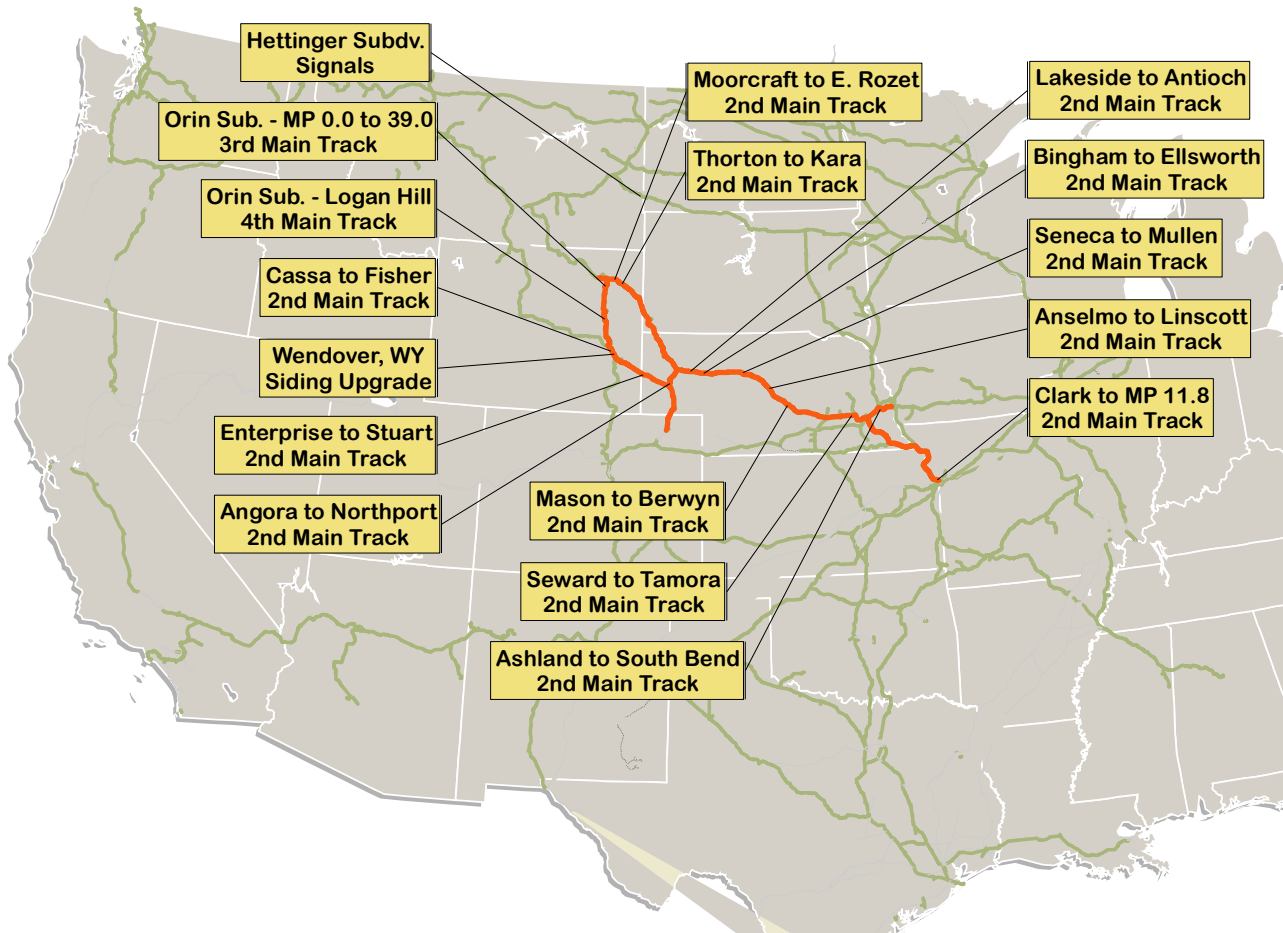 Hettinger Subdv.
Signals
Orin Sub. - MP 0.0 to 39.0
3rd Main Track
Orin Sub. - Logan Hill
4th Main Track
Cassa to Fisher
2nd Main Track
Wendover, WY
Siding Upgrade
Enterprise to Stuart
2nd Main Track
Angora to Northport
2nd Main Track
Moorcraft to E. Rozet
2nd Main Track
Thorton to Kara
2nd Main Track
Mason to Berwyn
2nd Main Track
Seward to Tamora
2nd Main Track
Ashland to South Bend
2nd Main Track
Lakeside to Antioch
2nd Main Track
Bingham to Ellsworth
2nd Main Track
Seneca to Mullen
2nd Main Track
Anselmo to Linscott
2nd Main Track
Clark to MP 11.8
2nd Main Track